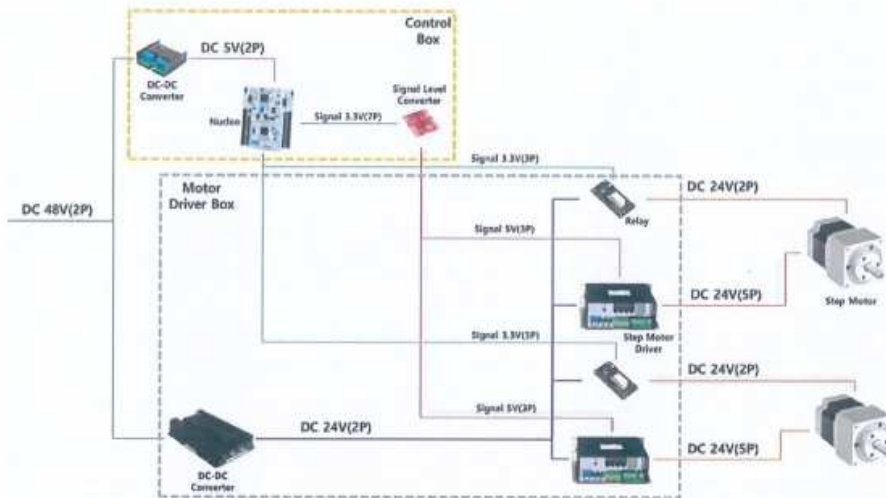 Control
Box
DC 5V(2P)
DC-DC
Converter
Signal Level
Converter
Nucleo
Signal 3.3V(7P)
Signal 3.3V(3P)
Motor
Driver Box
DC 24V(2P)
DC 48V(2P)
Relay
Signal 5V(3P)
DC 24V(5P)
Step Motor
Step Motor
Driver
Signal 3.3V(3P)
DC 24V(2P)
Signal 5V(3P)
DC 24V(2P)
DC 24V(5P)
DC-DC
Converter